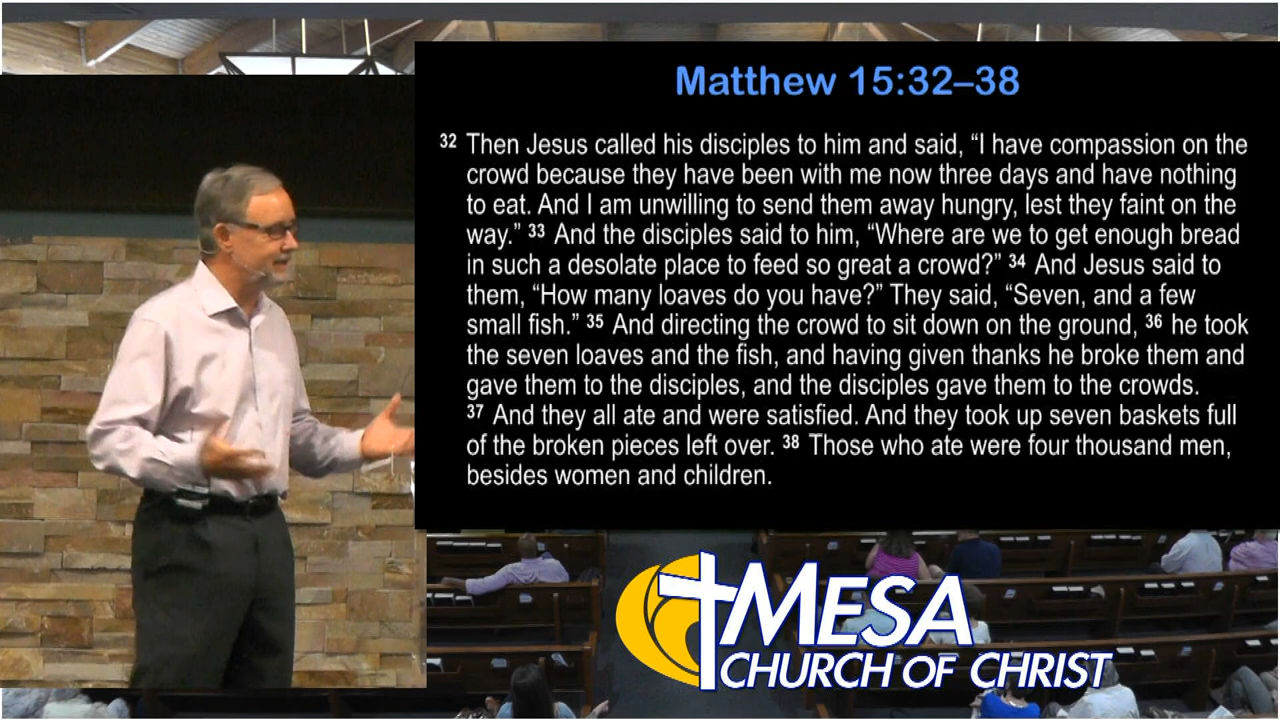 Matthew 15:32–38
32 Then Jesus called his disciples to him and said, “I have compassion on the
crowd because they have been with me now three days and have nothing
to eat. And I am unwilling to send them away hungry, lest they faint on the
way.” 33 And the disciples said to him, “Where are we to get enough bread
in such a desolate place to feed so great a crowd?” 34 And Jesus said to
them, “How many loaves do you have?” They said, “Seven, and a few
small fish.” 35 And directing the crowd to sit down on the ground, 36 he took
the seven loaves and the fish, and having given thanks he broke them and
gave them to the disciples, and the disciples gave them to the crowds.
37 And they all ate and were satisfied. And they took up seven baskets full
of the broken pieces left over. 38 Those who ate were four thousand men,
besides women and children.
MESA
CHURCH OF CHRIST